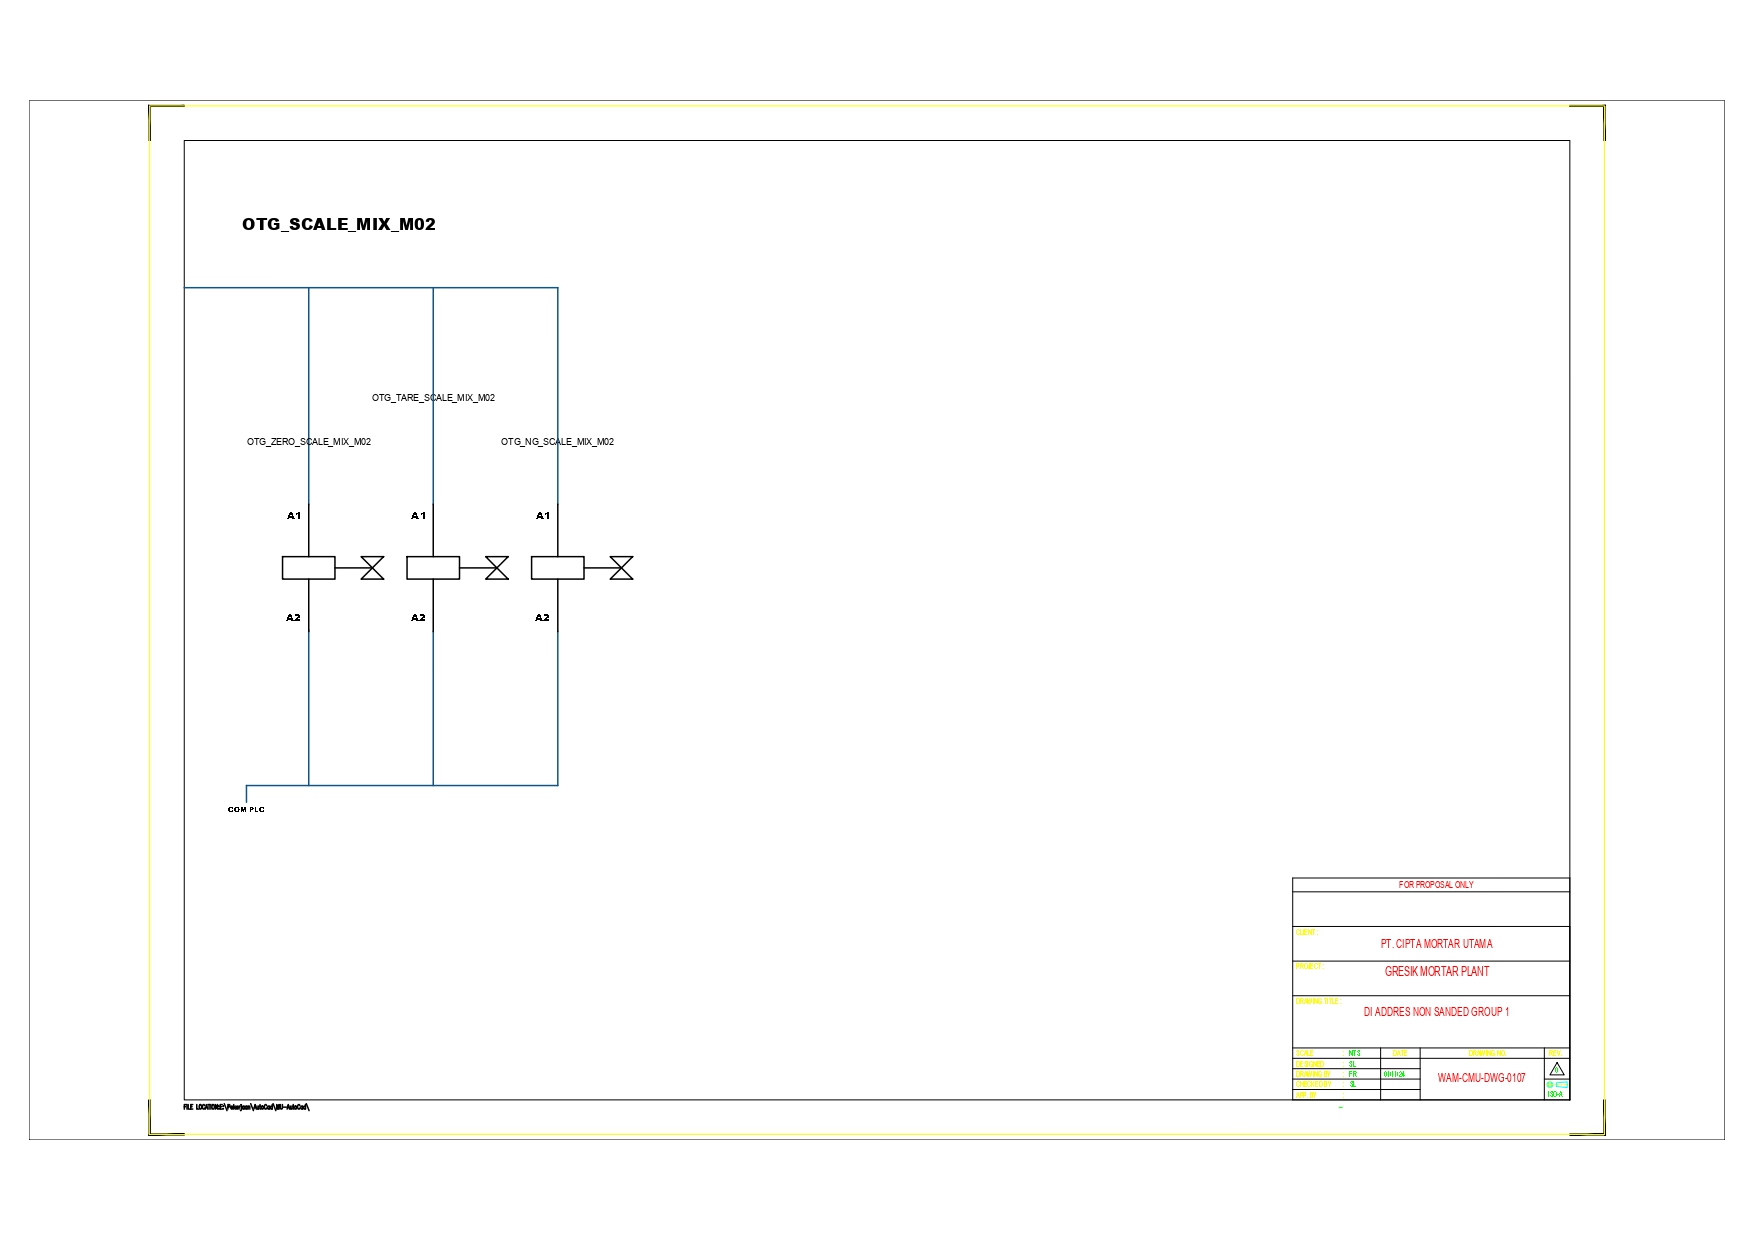 OTG_SCALE_MIX_M02
OTG_TARE_SCALE_MIX_M02
OTG_ZERO_SCALE_MIX_M02
OTG_NG_SCALE_MIX_M02
A1
A1
A1
A2
A2
A2
COM PLC
FOR PROPOSAL ONLY
CLIENT :
PT. CIPTA MORTAR UTAMA
PROJECT :
GRESIK MORTAR PLANT
DRAWING TITLE :
DI ADDRES NON SANDED GROUP 1
SCALE : NTS DATE DRAWING NO. REV.
DESIGNED : SL
DRAWING BY : FR
CHECKED BY : SL
APP. BY :
WAM-CMU-DWG-0107
0
ISO-A
FILE LOCATION:E:\Pekerjaan\AutoCad\MU-AutoCad\